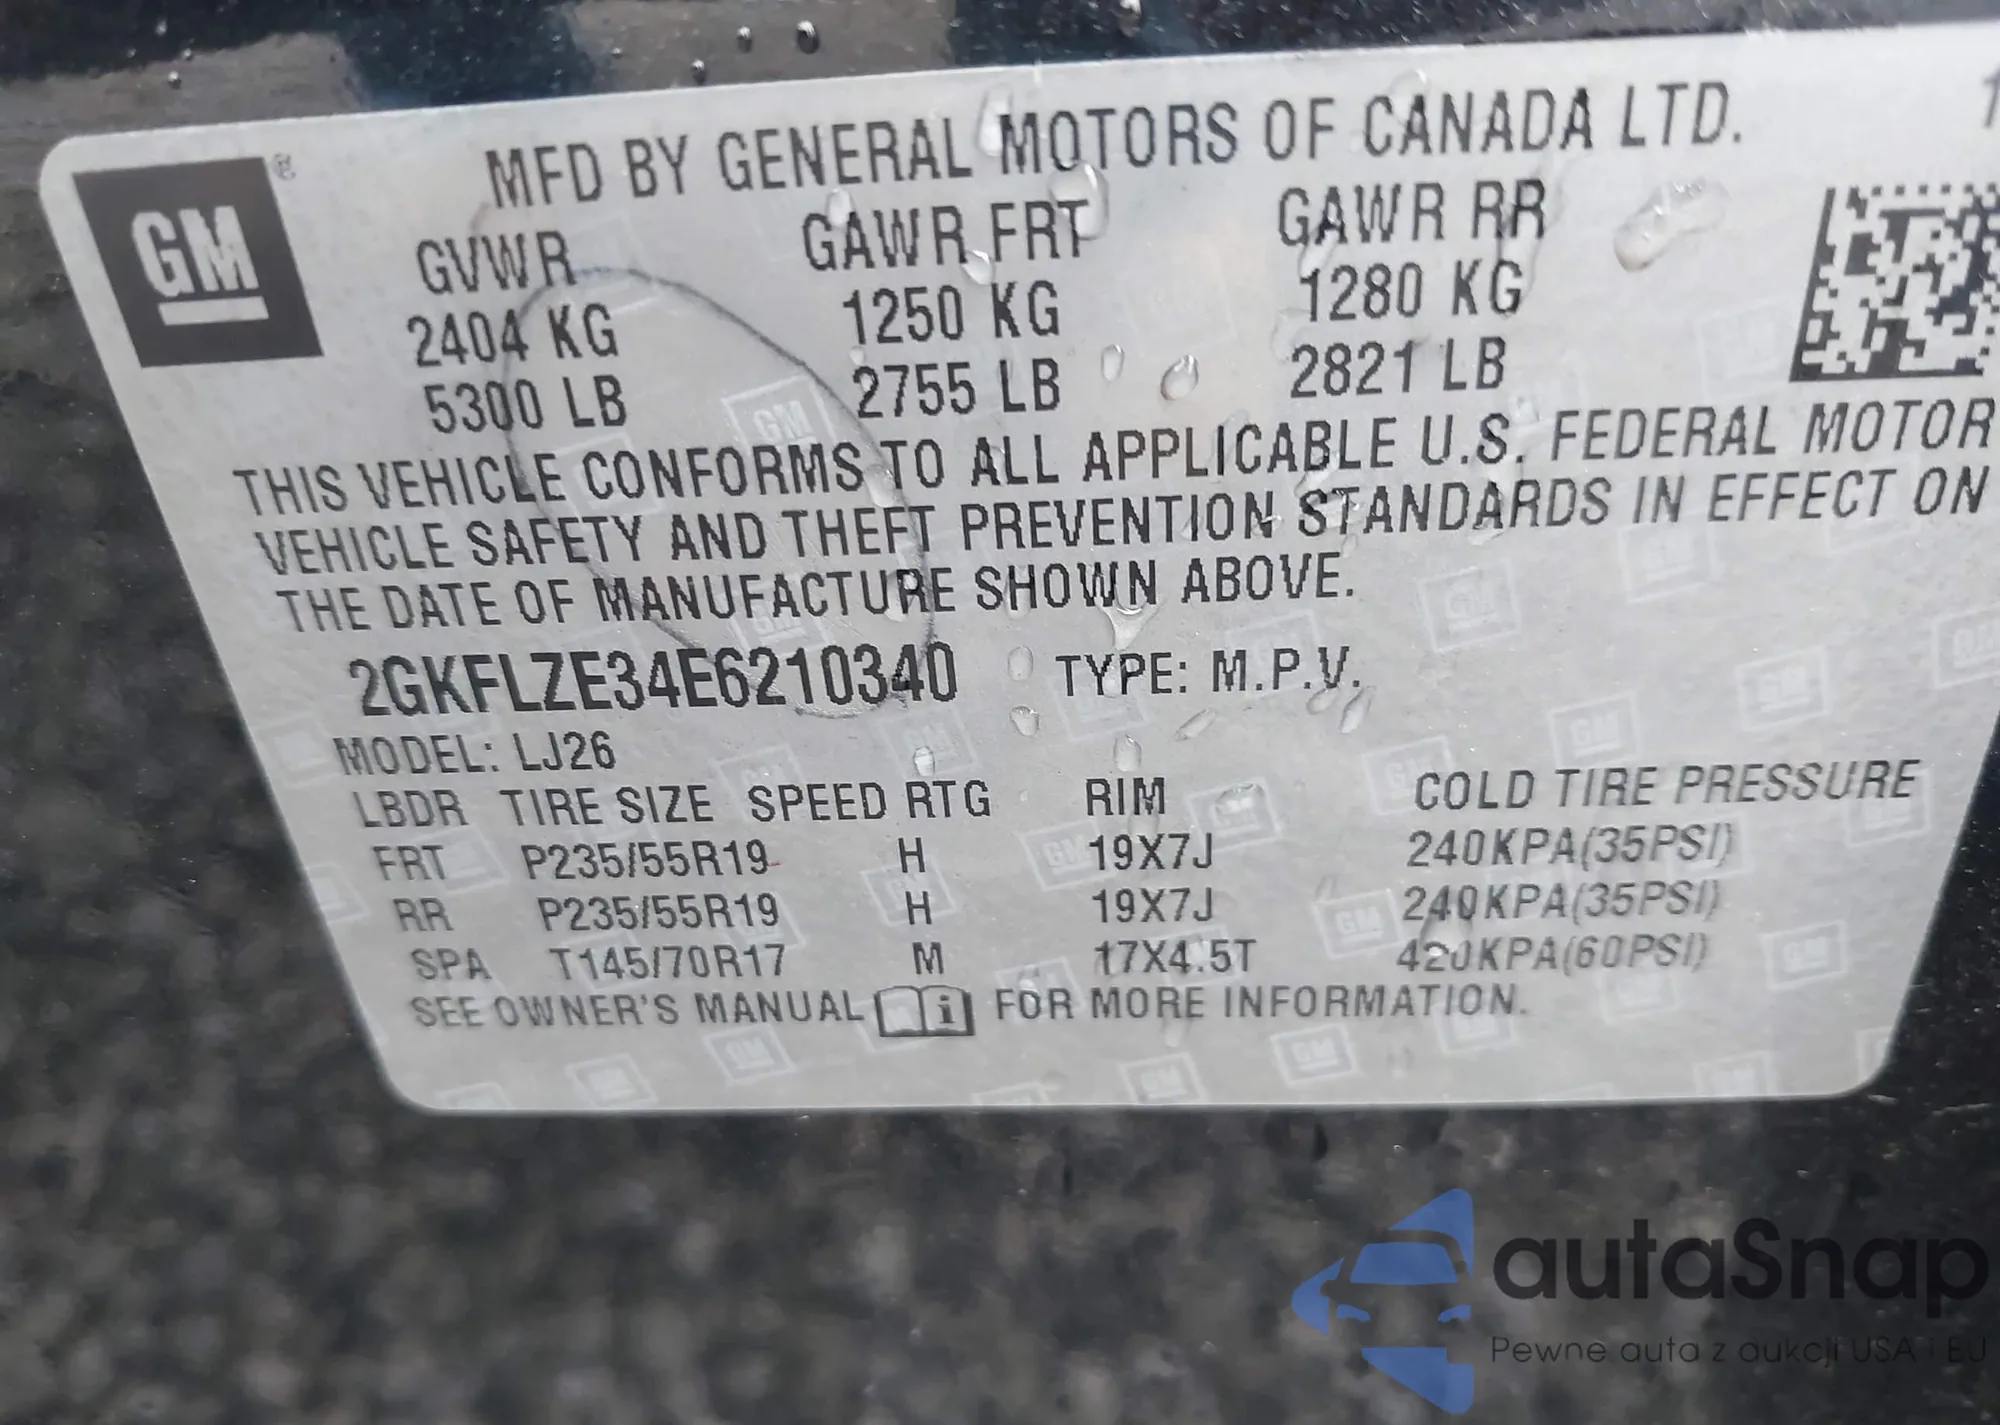 MFD BY GENERAL MOTORS OF CANADA LTD.
GM ®
GVWR GAWR FRT GAWR RR
2404 KG 1250 KG 1280 KG
5300 LB 2755 LB 2821 LB
THIS VEHICLE CONFORMS TO ALL APPLICABLE U.S. FEDERAL MOTOR
VEHICLE SAFETY AND THEFT PREVENTION STANDARDS IN EFFECT ON
THE DATE OF MANUFACTURE SHOWN ABOVE.
2GKFLZE34E6210340 TYPE: M.P.V.
MODEL: LJ26
LBDR TIRE SIZE SPEED RTG RIM COLD TIRE PRESSURE
FRT P235/55R19 H 19X7J 240KPA(35PSI)
RR P235/55R19 H 19X7J 240KPA(35PSI)
SPA T145/70R17 M 17X4.5T 420KPA(60PSI)
SEE OWNER'S MANUAL i FOR MORE INFORMATION.
autaSnap
Pewne auta z aukcji USA i EU